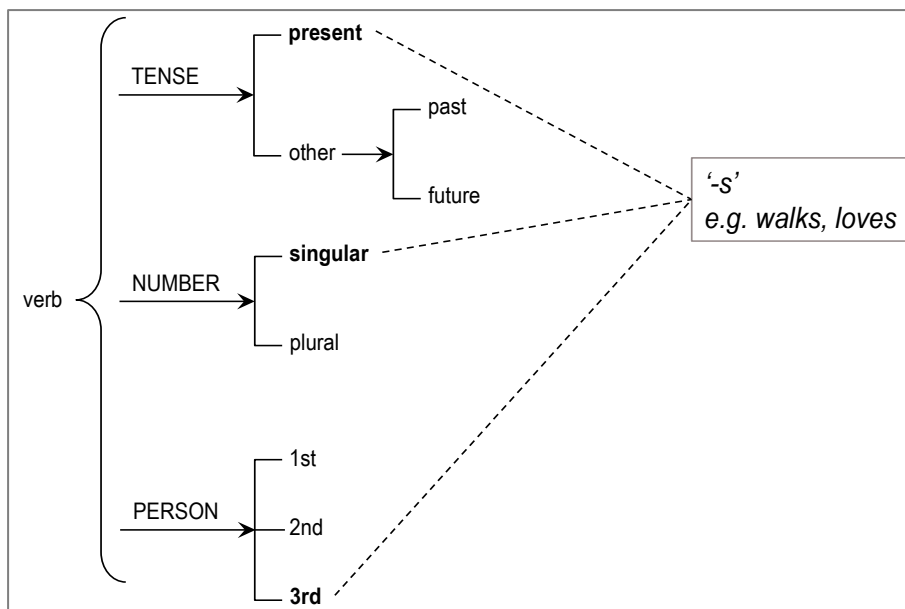 present
TENSE
past
other
future
‘-s’
e.g. walks, loves
singular
NUMBER
verb
plural
1st
PERSON
2nd
3rd